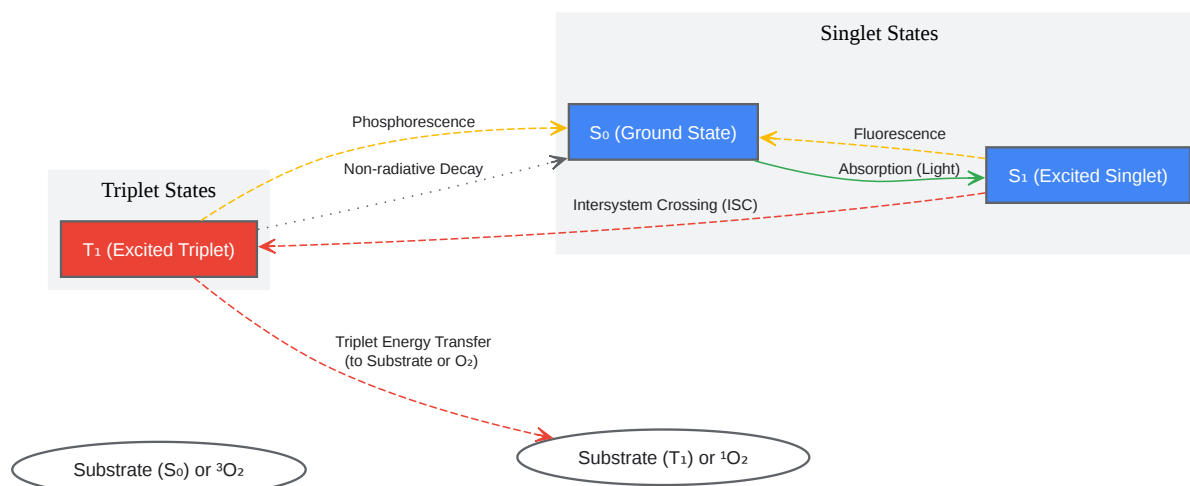 Singlet States
Phosphorescence
S₀ (Ground State)
Fluorescence
Non-radiative Decay
Absorption (Light)
S₁ (Excited Singlet)
Triplet States
Intersystem Crossing (ISC)
T₁ (Excited Triplet)
Triplet Energy Transfer
(to Substrate or O₂)
Substrate (S₀) or ³O₂
Substrate (T₁) or ¹O₂